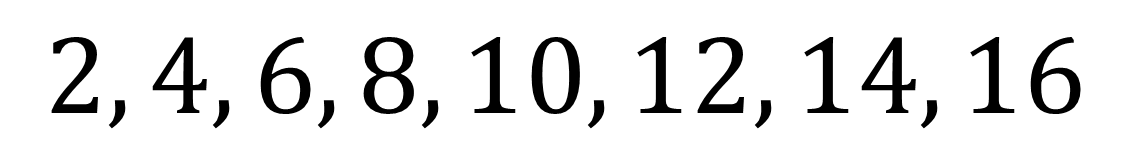 2, 4, 6, 8, 10, 12, 14, 16